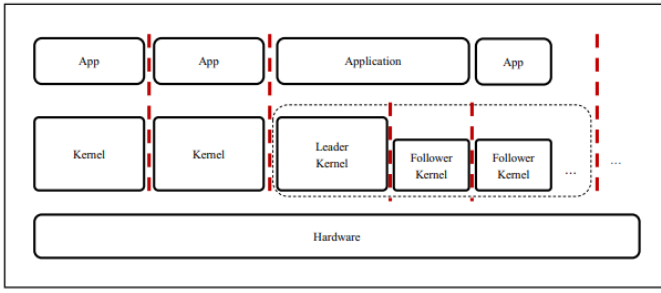 App
App
Application
App
Kernel
Kernel
Leader
Kernel
Follower
Kernel
Follower
Kernel
...
...
Hardware